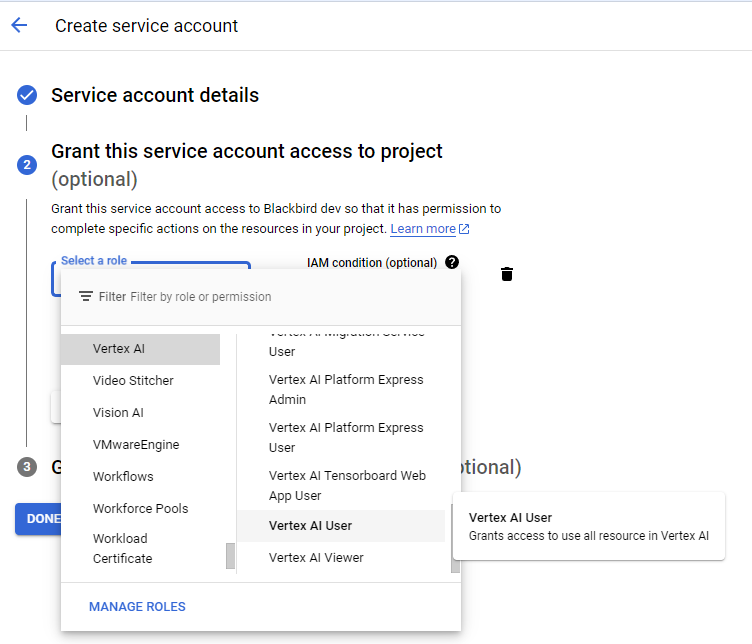 Create service account
Service account details
2
Grant this service account access to project
(optional)
Grant this service account access to Blackbird dev so that it has permission to
complete specific actions on the resources in your project. Learn more
Select a role
IAM condition (optional) ?
Filter Filter by role or permission
Vertex AI
Video Stitcher
Vision AI
VMwareEngine
Workflows
Workforce Pools
Workload
Certificate
Vertex AI Migration Service
User
Vertex AI Platform Express
Admin
Vertex AI Platform Express
User
Vertex AI Tensorboard Web
App User
Vertex AI User
Vertex AI Viewer
Vertex AI User
Grants access to use all resource in Vertex AI
MANAGE ROLES
3
DONE